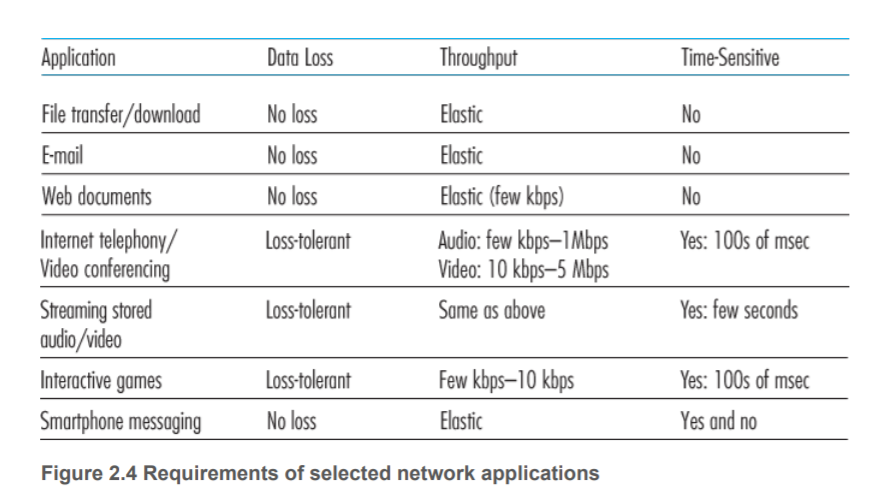 Application Data Loss Throughput Time-Sensitive
File transfer/download No loss Elastic No
E-mail No loss Elastic No
Web documents No loss Elastic (few kbps) No
Internet telephony/ Loss-tolerant Audio: few kbps–1Mbps Yes: 100s of msec
Video conferencing Video: 10 kbps–5 Mbps
Streaming stored Loss-tolerant Same as above Yes: few seconds
audio/video
Interactive games Loss-tolerant Few kbps–10 kbps Yes: 100s of msec
Smartphone messaging No loss Elastic Yes and no
Figure 2.4 Requirements of selected network applications